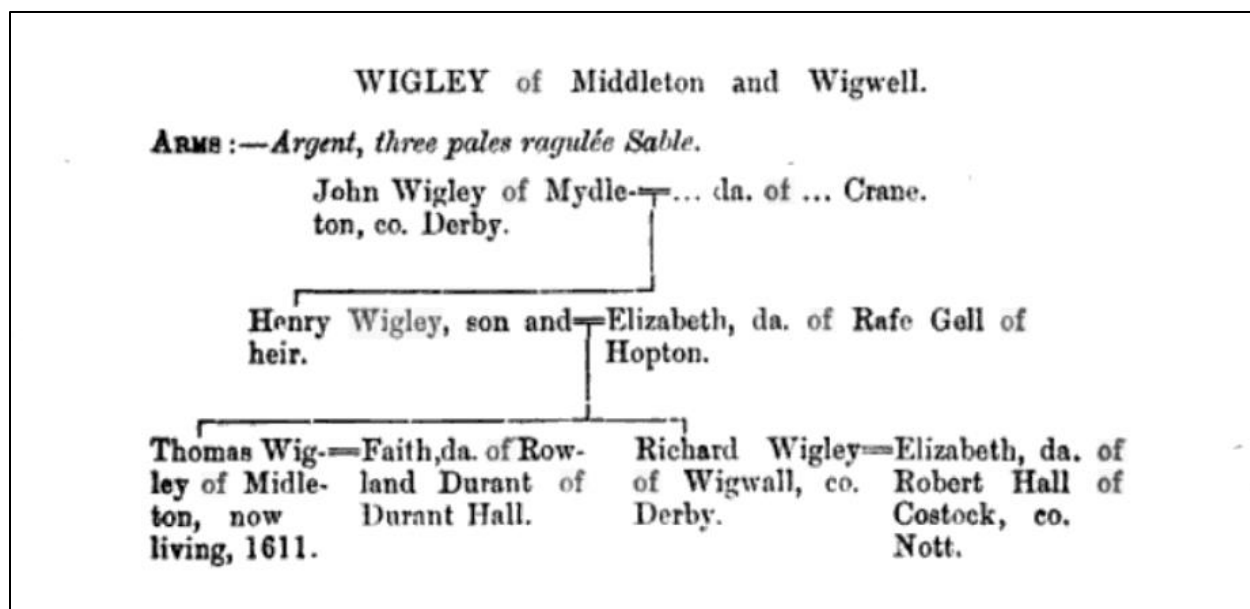 WIGLEY of Middleton and Wigwell.
ARMS :—Argent, three pales ragulée Sable.
John Wigley of Mydle-
ton, co. Derby.
... da. of ... Crane.
Henry Wigley, son and
heir.
Elizabeth, da. of Rafe Gell of
Hopton.
Thomas Wig-
ley of Midle-
ton, now
living, 1611.
Faith, da. of Row-
land Durant of
Durant Hall.
Richard Wigley
of Wigwall, co.
Derby.
Elizabeth, da. of
Robert Hall of
Costock, co.
Nott.